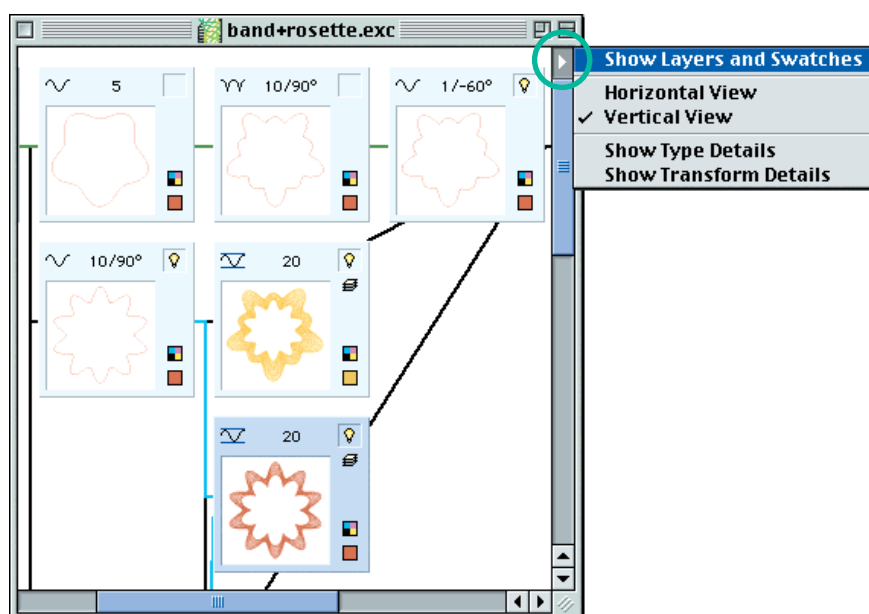 band+rosette.exc
Show Layers and Swatches
Horizontal View
✓ Vertical View
Show Type Details
Show Transform Details
5
10/90°
1/-60°
10/90°
20
20